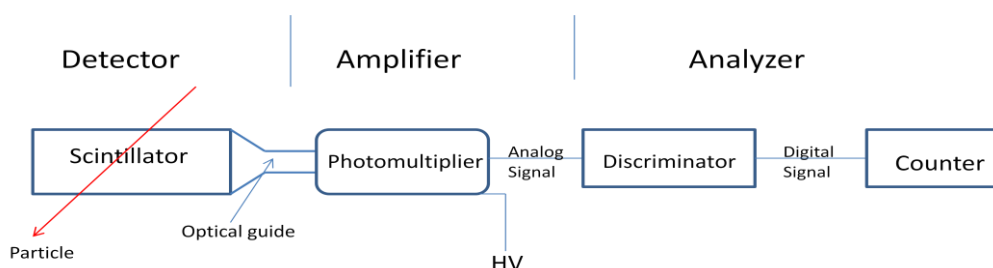 Detector
Amplifier
Analyzer
Scintillator
Photomultiplier
Analog
Signal
Discriminator
Digital
Signal
Counter
Optical guide
Particle
HV